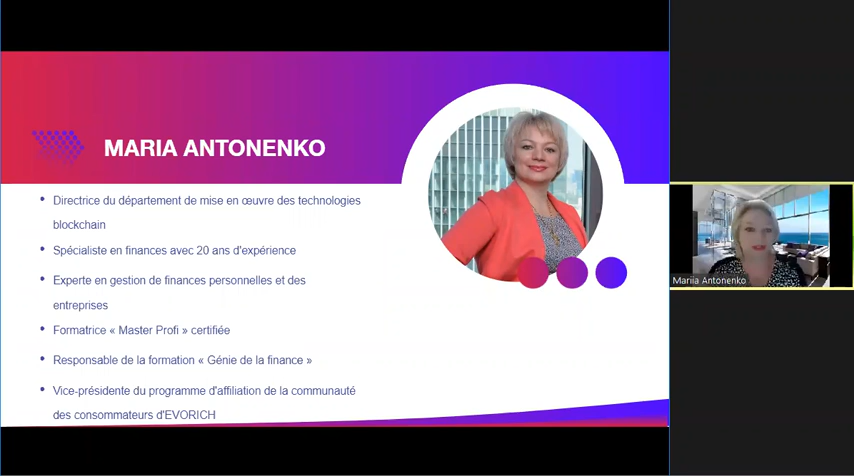 MARIA ANTONENKO
• Directrice du département de mise en œuvre des technologies
blockchain
• Spécialiste en finances avec 20 ans d'expérience
• Experte en gestion de finances personnelles et des
entreprises
• Formatrice « Master Profi » certifiée
• Responsable de la formation « Génie de la finance »
• Vice-présidente du programme d'affiliation de la communauté
des consommateurs d'EVORICH
Mariia Antonenko